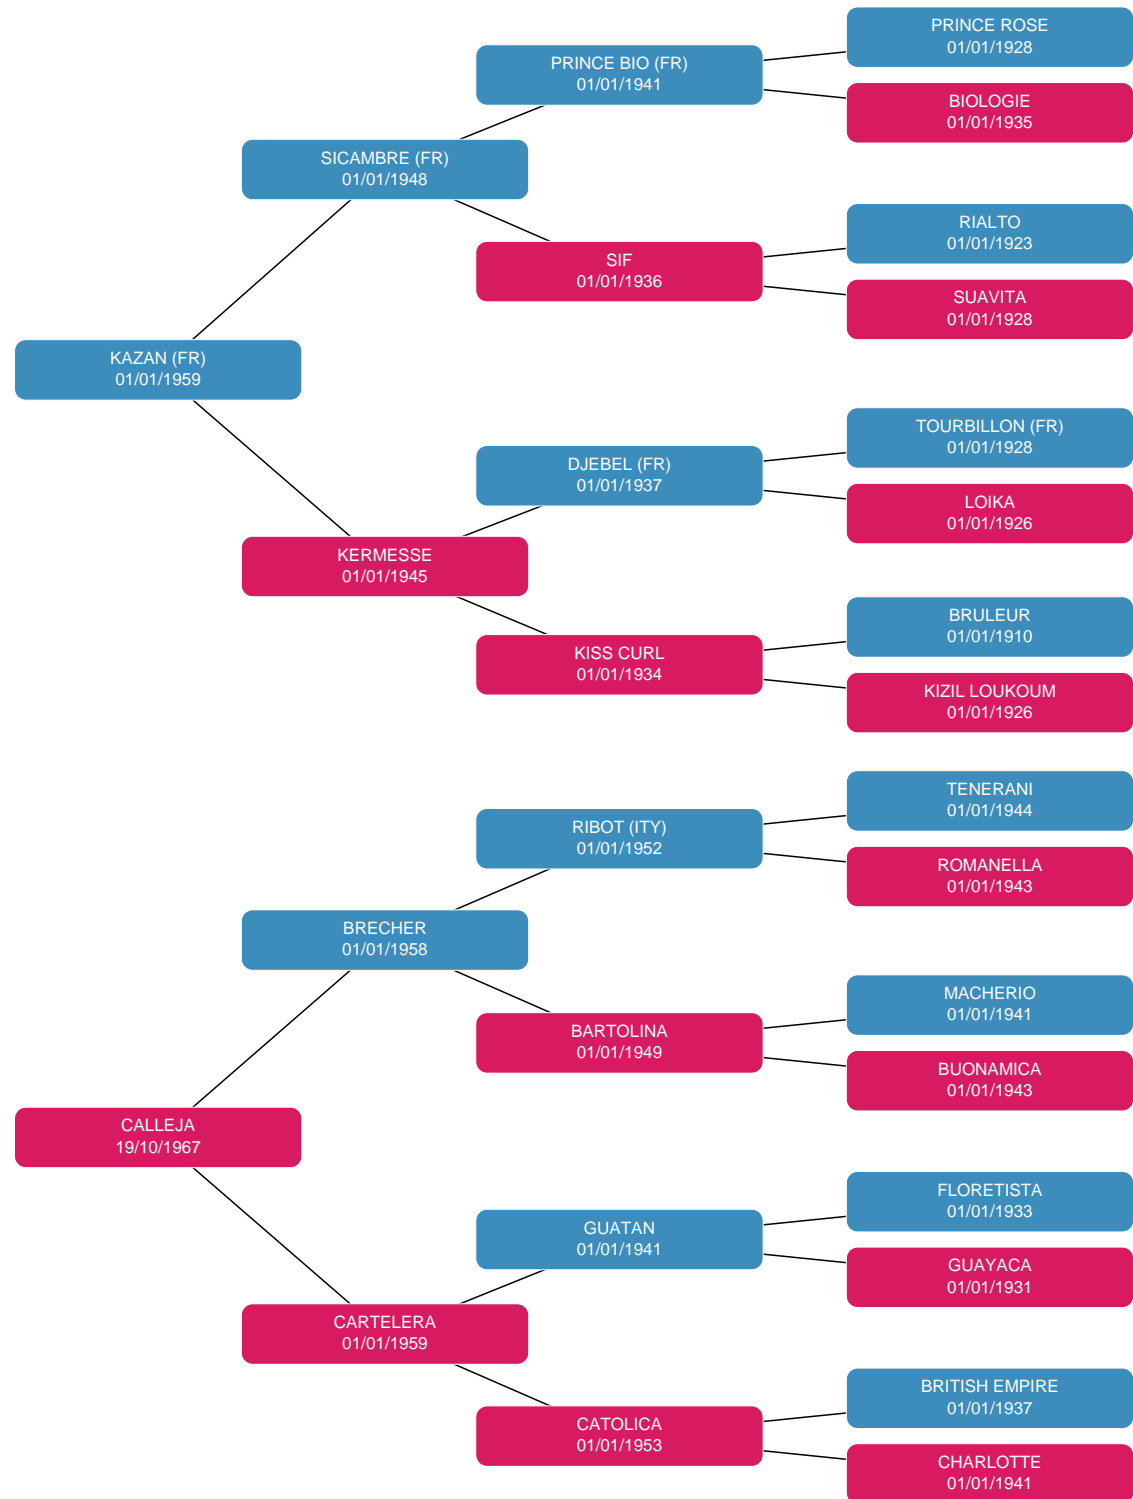 PRINCE ROSE
01/01/1928
PRINCE BIO (FR)
01/01/1941
BIOLOGIE
01/01/1935
SICAMBRE (FR)
01/01/1948
RIALTO
01/01/1923
SIF
01/01/1936
SUAVITA
01/01/1928
KAZAN (FR)
01/01/1959
TOURBILLON (FR)
01/01/1928
DJEBEL (FR)
01/01/1937
LOIKA
01/01/1926
KERMESSE
01/01/1945
BRULEUR
01/01/1910
KISS CURL
01/01/1934
KIZIL LOUKOUM
01/01/1926
TENERANI
01/01/1944
RIBOT (ITY)
01/01/1952
ROMANELLA
01/01/1943
BRECHER
01/01/1958
MACHERIO
01/01/1941
BARTOLINA
01/01/1949
BUONAMICA
01/01/1943
CALLEJA
19/10/1967
FLORETISTA
01/01/1933
GUATAN
01/01/1941
GUAYACA
01/01/1931
CARTELERA
01/01/1959
BRITISH EMPIRE
01/01/1937
CATOLICA
01/01/1953
CHARLOTTE
01/01/1941